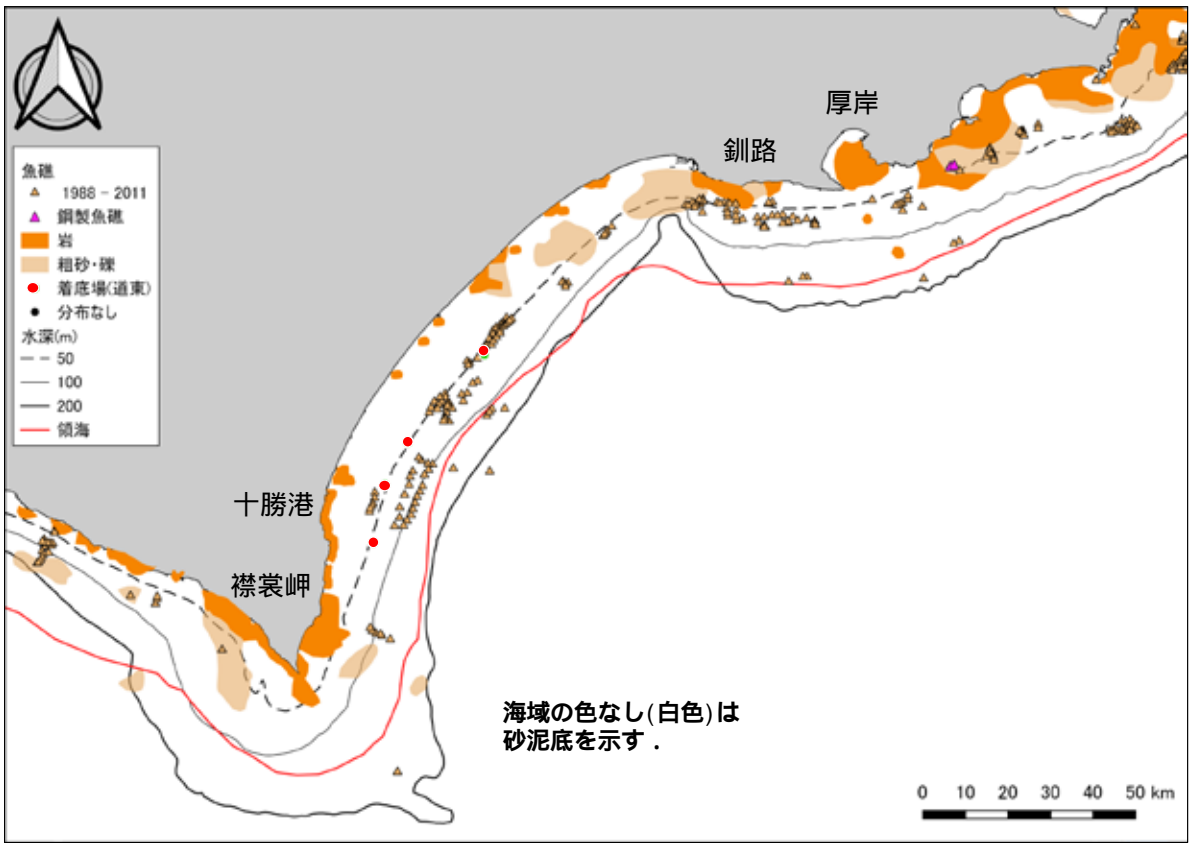 厚岸
釧路
魚礁
1988 - 2011
鋼製魚礁
岩
粗砂・礫
着底場(道東)
分布なし
水深(m)
50
100
200
領海
十勝港
襟裳岬
海域の色なし(白色)は
砂泥底を示す .
0 10 20 30 40 50 km